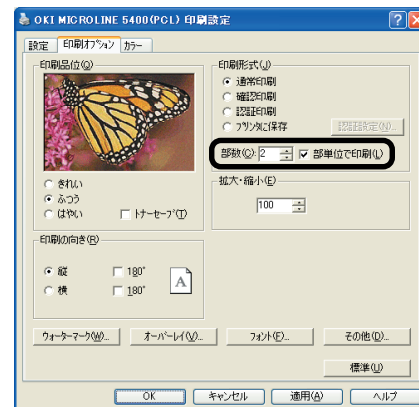 OKI MICROLINE 5400(PCL) 印刷設定
設定 印刷オプション カラー
印刷品位(Q)
きれい
ふつう
はやい トナーセーブ(T)
印刷の向き(R)
縦 180°
横 180°
A
印刷形式(J)
通常印刷
確認印刷
認証印刷
プリンタに保存 認証設定(N)...
部数(C): 2 部単位で印刷(L)
拡大・縮小(E)
100
ウォーターマーク(W)... オーバーレイ(V)... フォント(F)... その他(D)...
標準(U)
OK キャンセル 適用(A) ヘルプ